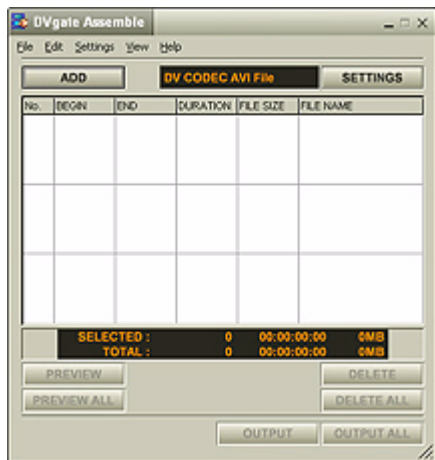 DVgate Assemble
File Edit Settings View Help
ADD DV CODEC AVI File SETTINGS
No. BEGIN END DURATION FILE SIZE FILE NAME
SELECTED : 0 00:00:00:00 0MB
TOTAL : 0 00:00:00:00 0MB
PREVIEW DELETE
PREVIEW ALL DELETE ALL
OUTPUT OUTPUT ALL